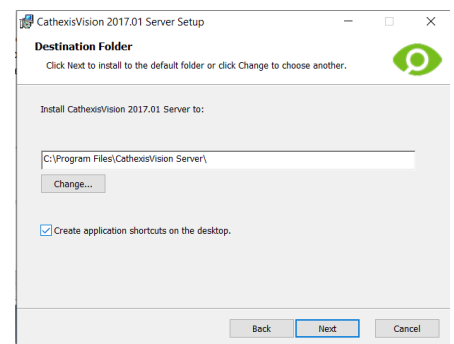 CathexisVision 2017.01 Server Setup
Destination Folder
Click Next to install to the default folder or click Change to choose another.
Install CathexisVision 2017.01 Server to:
C:\Program Files\CathexisVision Server\
Change...
Create application shortcuts on the desktop.
Back Next Cancel